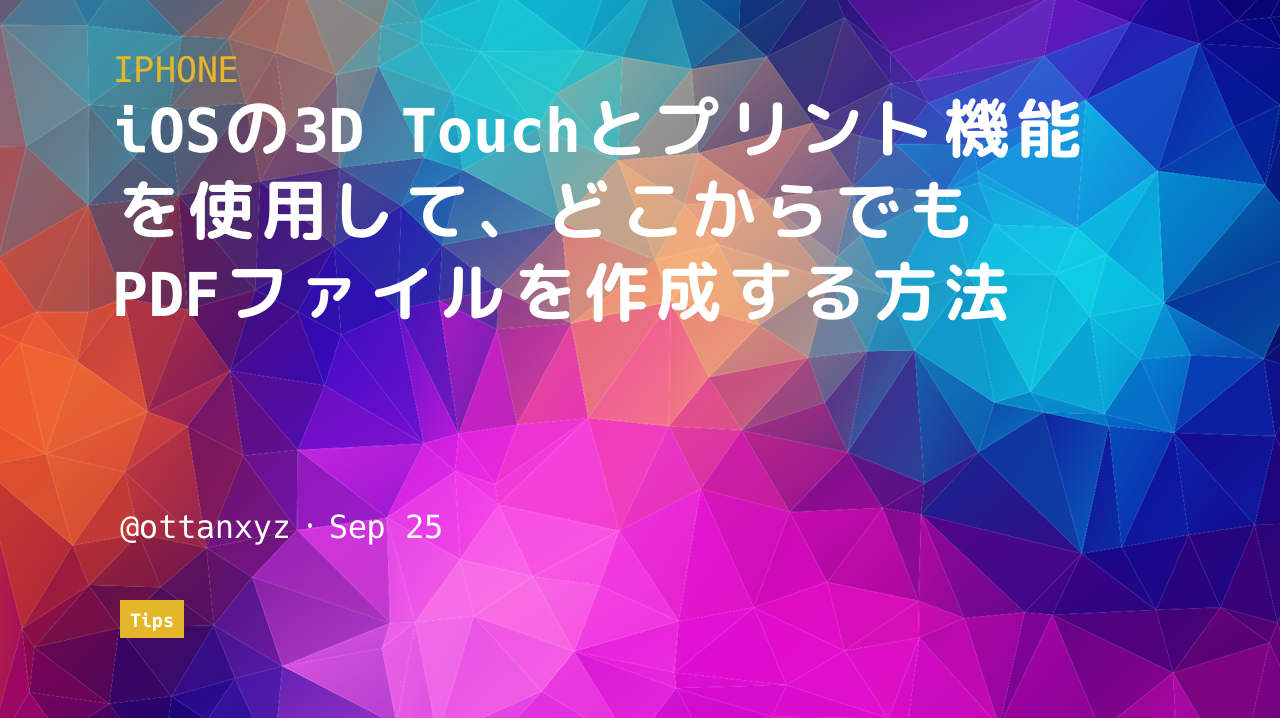 IPHONE
iOSの3D Touchとプリント機能
を使用して、どこからでも
PDFファイルを作成する方法
@ottanxyz・Sep 25
Tips